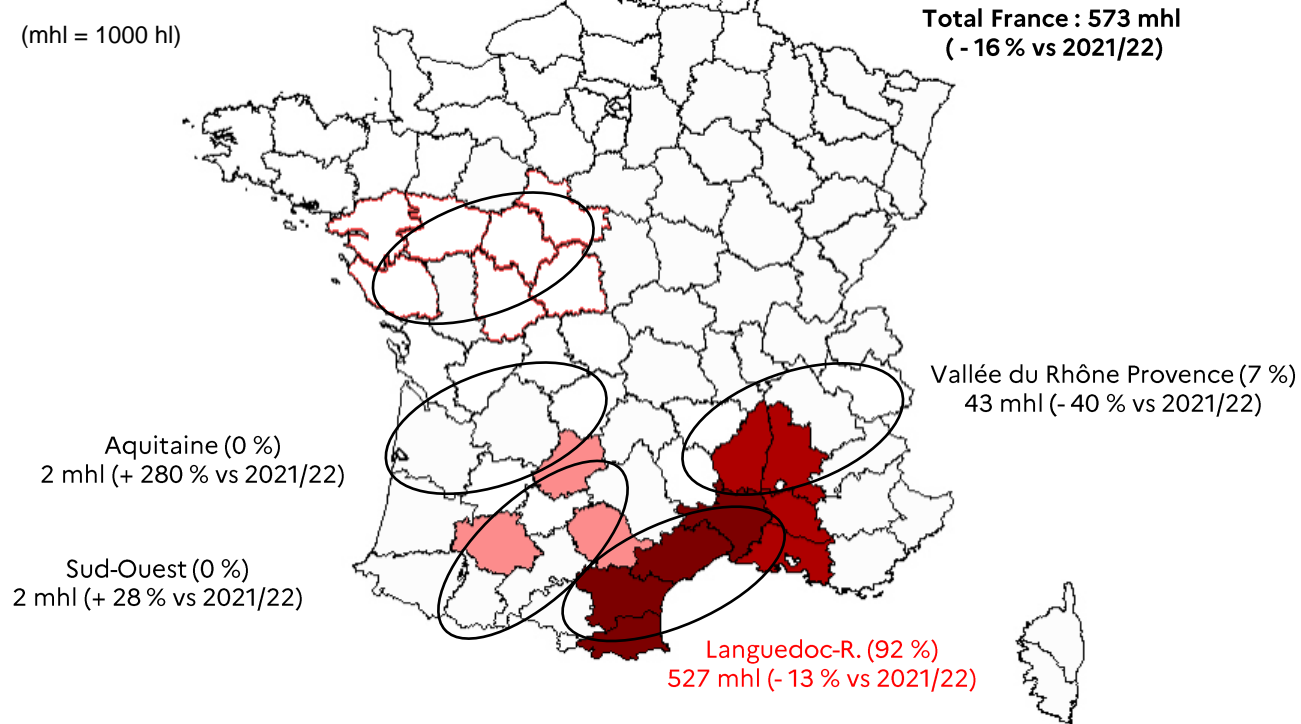 (mhl = 1000 hl)
Total France : 573 mhl
( - 16 % vs 2021/22)
Vallée du Rhône Provence (7 %)
43 mhl (- 40 % vs 2021/22)
Aquitaine (0 %)
2 mhl (+ 280 % vs 2021/22)
Sud-Ouest (0 %)
2 mhl (+ 28 % vs 2021/22)
Languedoc-R. (92 %)
527 mhl (- 13 % vs 2021/22)